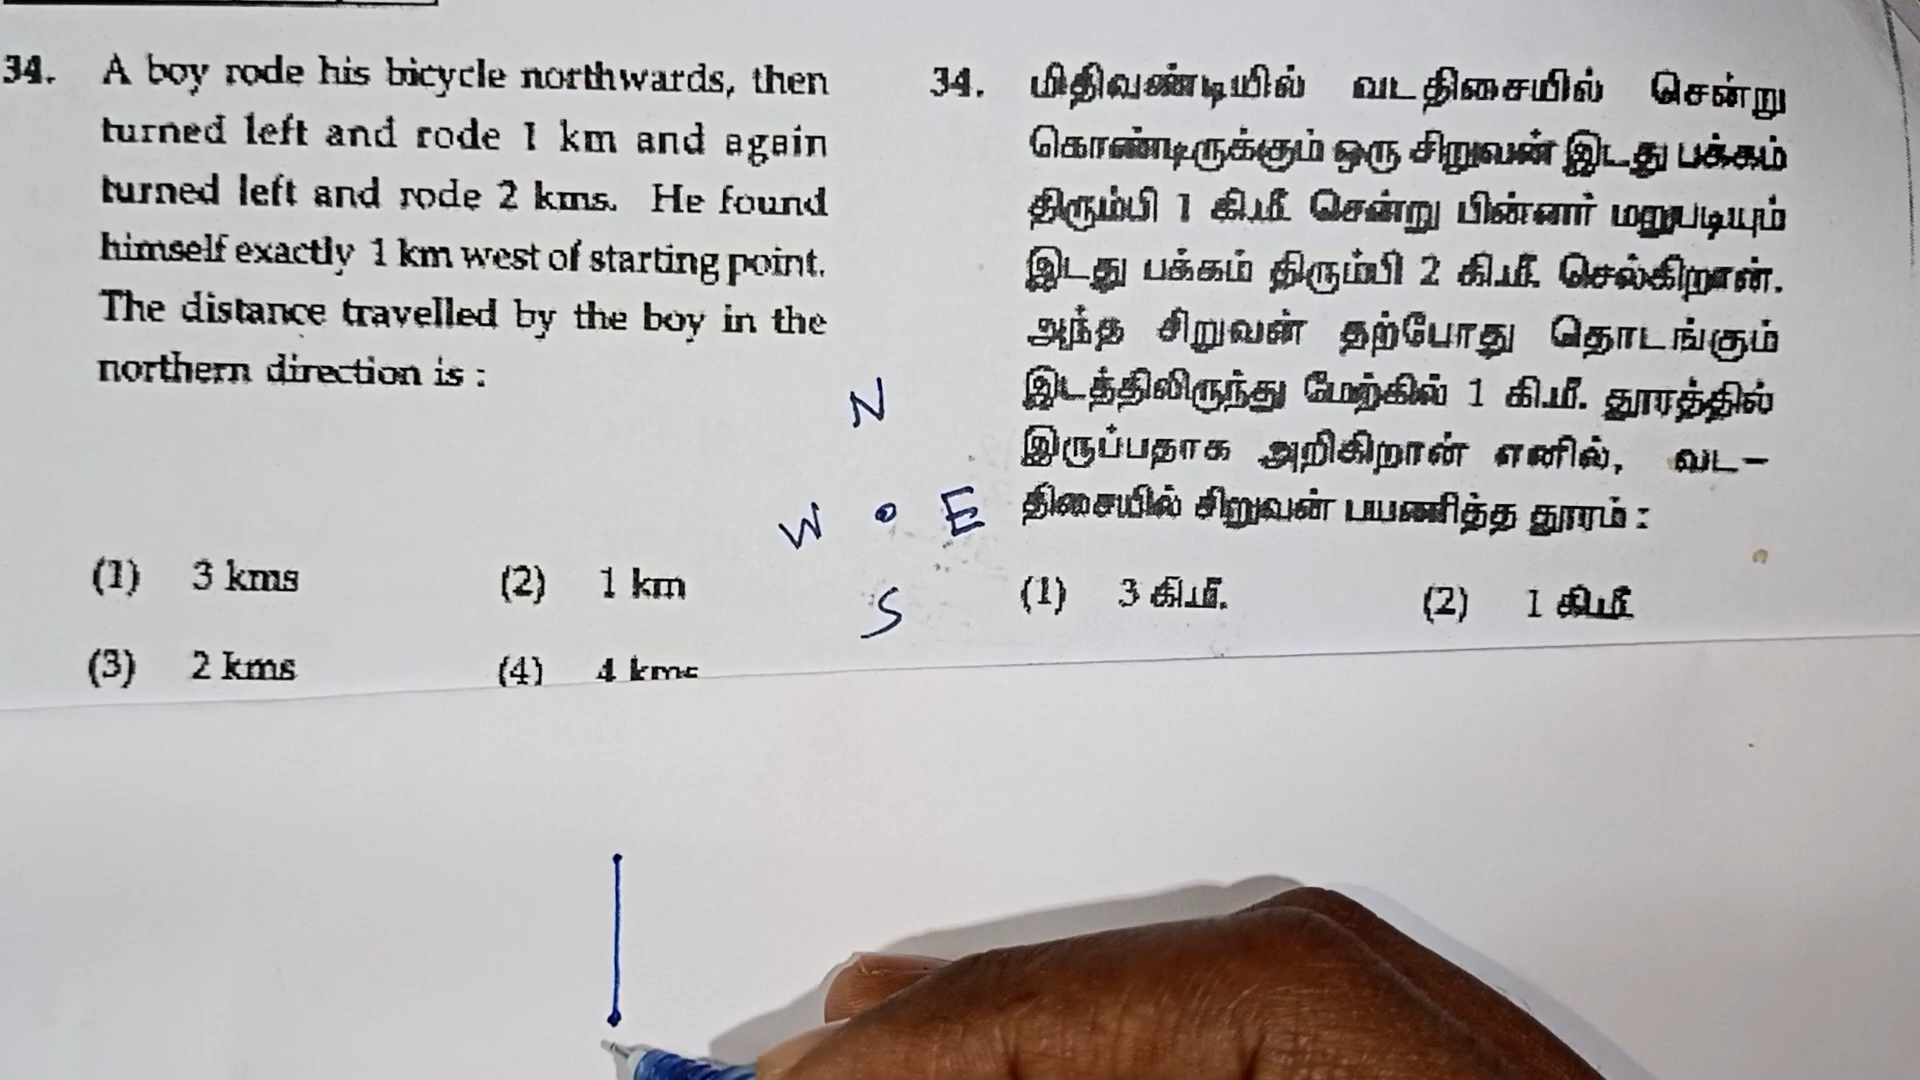 34. A boy rode his bicycle northwards, then
turned left and rode 1 km and again
turned left and rode 2 kms. He found
himself exactly 1 km west of starting point.
The distance travelled by the boy in the
northern direction is :
(1) 3 kms (2) 1 km
(3) 2 kms (4) 4 kms
N
W E
S
34. மிதிவண்டியில் வடதிசையில் சென்று
கொண்டிருக்கும் ஒரு சிறுவன் இடது பக்கம்
திரும்பி 1 கி.மீ. சென்று பின்னர் மறுபடியும்
இடது பக்கம் திரும்பி 2 கி.மீ. செல்கிறான்.
அந்த சிறுவன் தற்போது தொடங்கும்
இடத்திலிருந்து மேற்கில் 1 கி.மீ. தூரத்தில்
இருப்பதாக அறிகிறான் எனில், வட-
திசையில் சிறுவன் பயணித்த தூரம் :
(1) 3 கி.மீ. (2) 1 கி.மீ